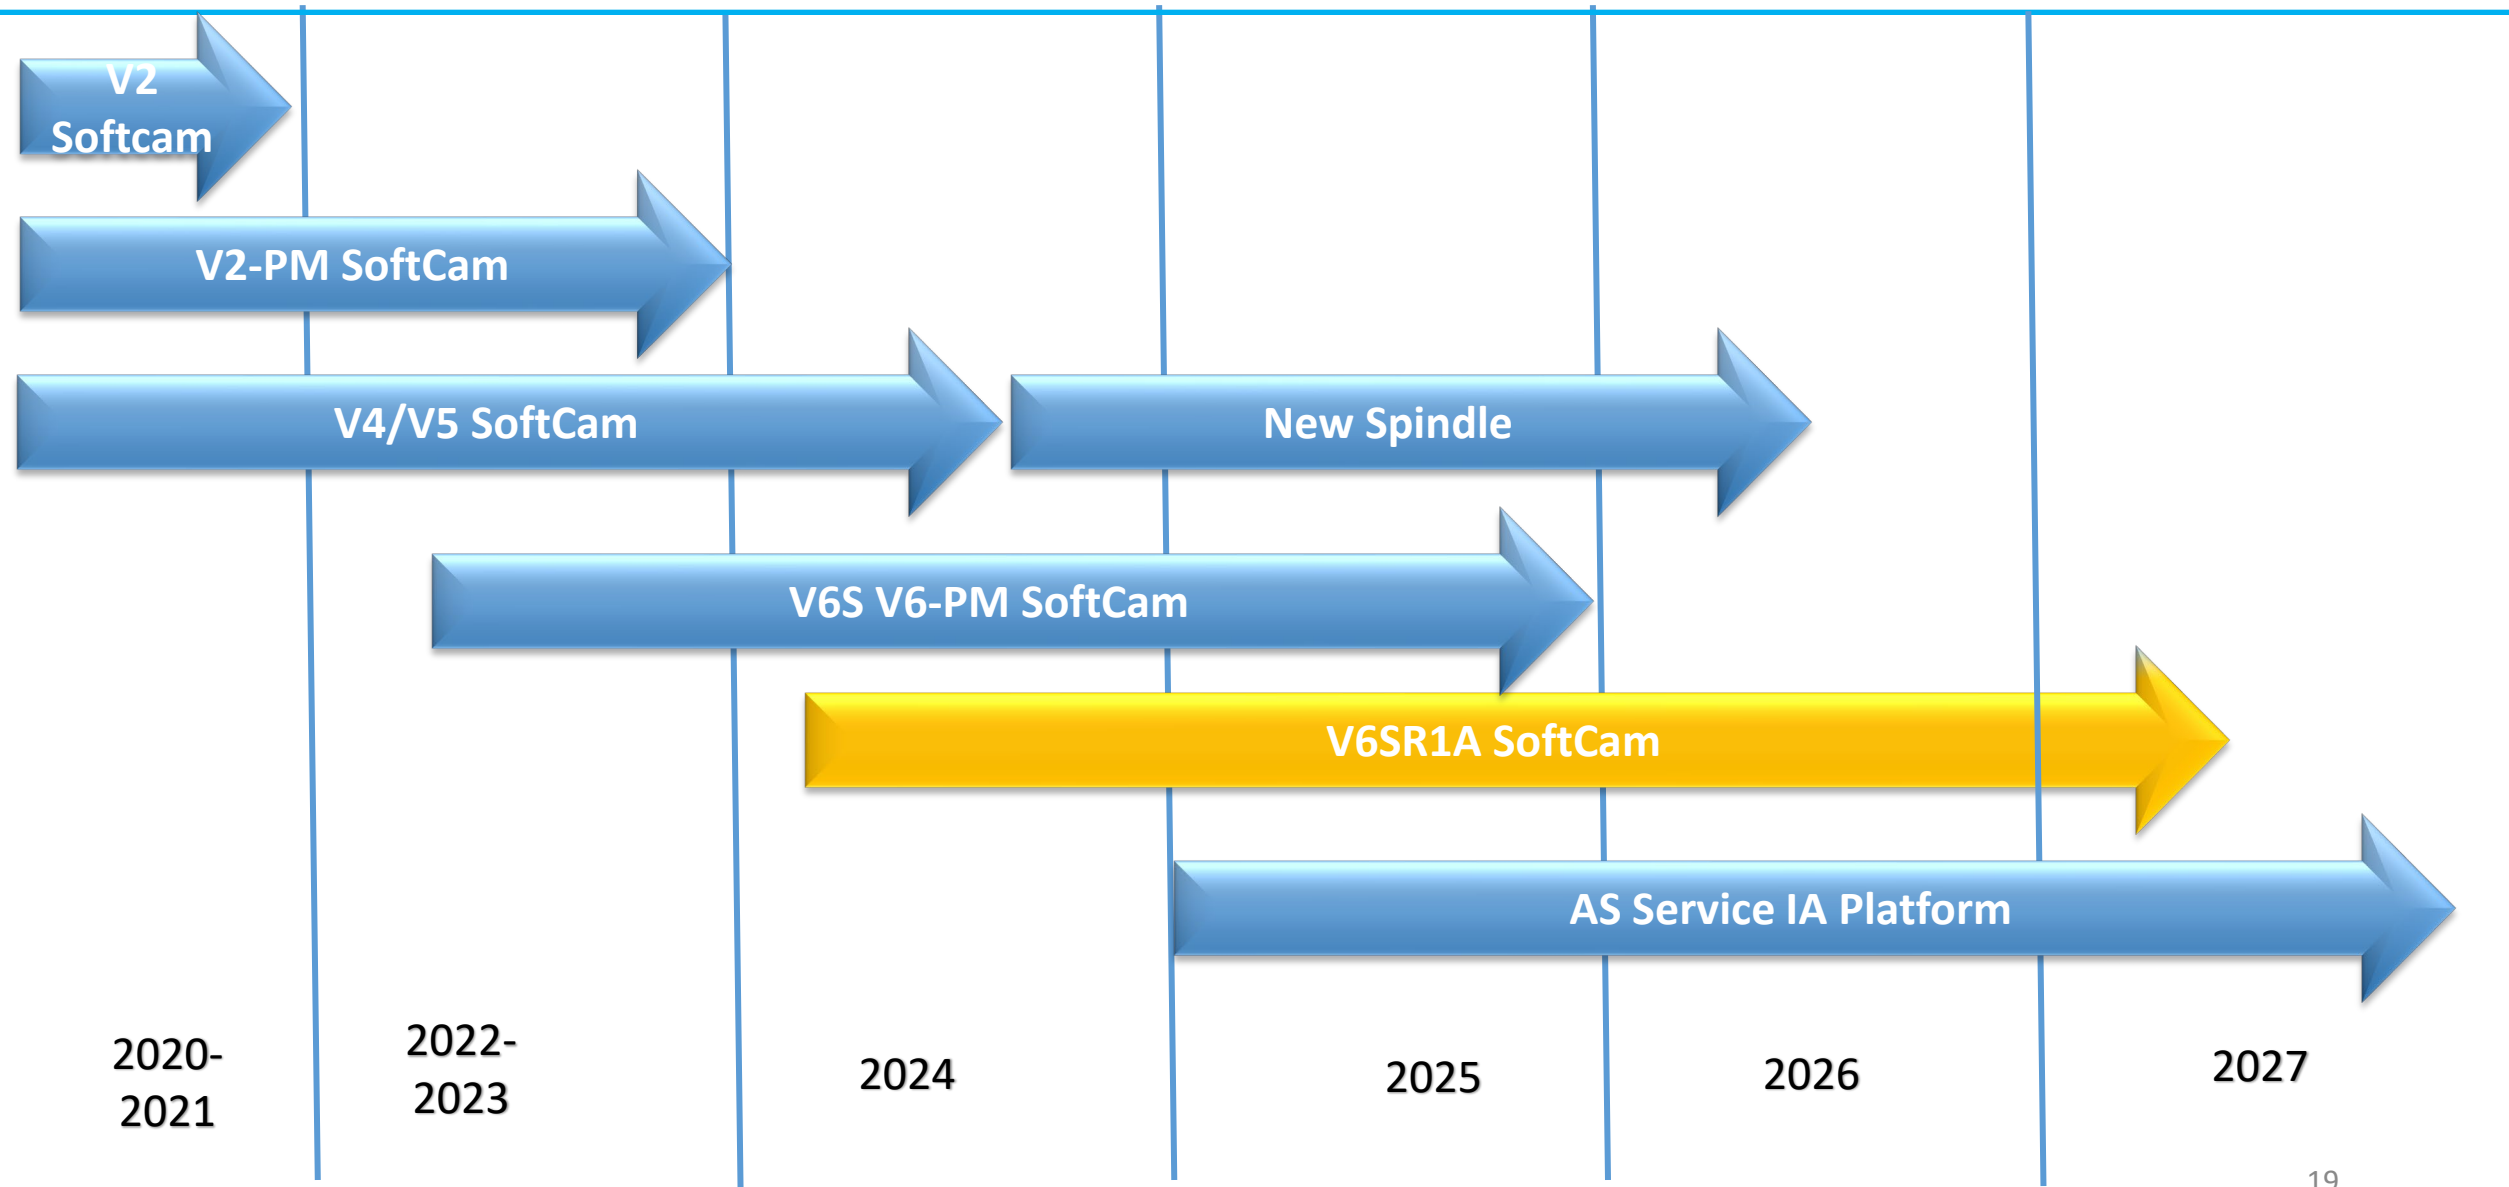 V2
Softcam
V2-PM SoftCam
V4/V5 SoftCam
New Spindle
V6S V6-PM SoftCam
V6SR1A SoftCam
AS Service IA Platform
2020-
2021
2022-
2023
2024
2025
2026
2027
19